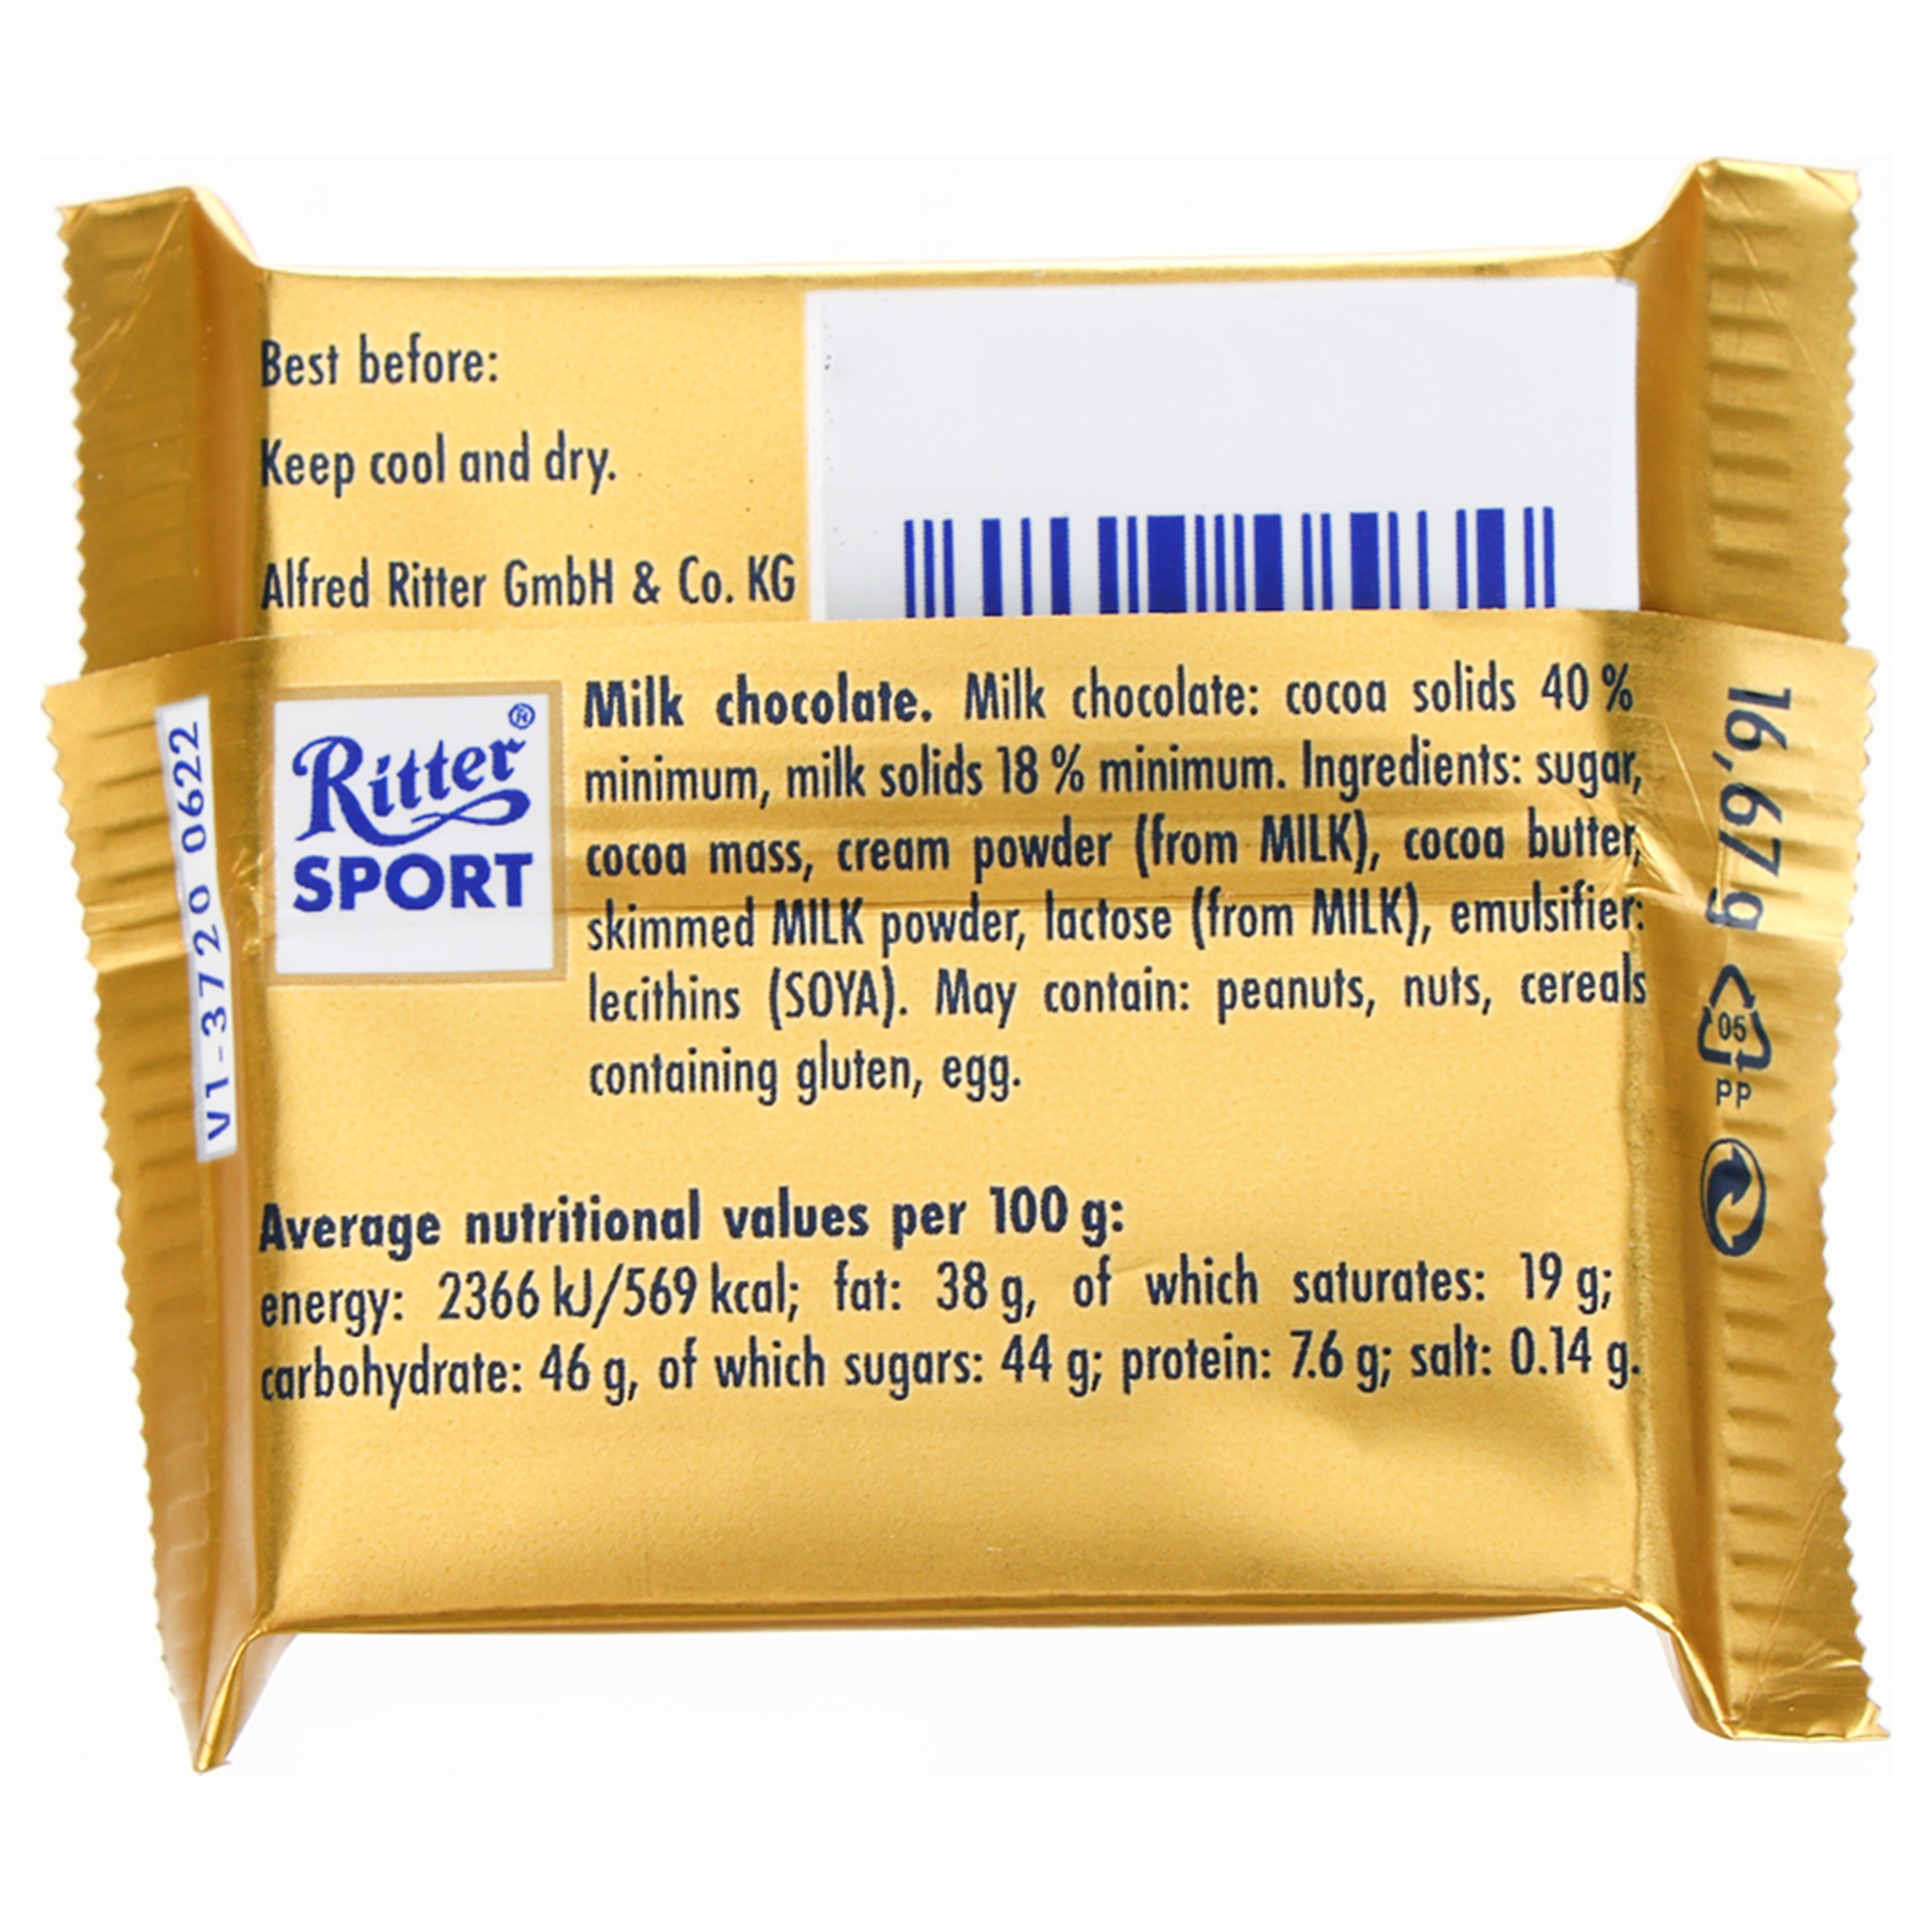 Best before:
Keep cool and dry.
Alfred Ritter GmbH & Co. KG
Ritter®
SPORT
Milk chocolate. Milk chocolate: cocoa solids 40 %
minimum, milk solids 18 % minimum. Ingredients: sugar,
cocoa mass, cream powder (from MILK), cocoa butter,
skimmed MILK powder, lactose (from MILK), emulsifier:
lecithins (SOYA). May contain: peanuts, nuts, cereals
containing gluten, egg.
Average nutritional values per 100 g:
energy: 2366 kJ/569 kcal; fat: 38 g, of which saturates: 19 g;
carbohydrate: 46 g, of which sugars: 44 g; protein: 7.6 g; salt: 0.14 g.
V1-3720 0622
16,67g
05
PP